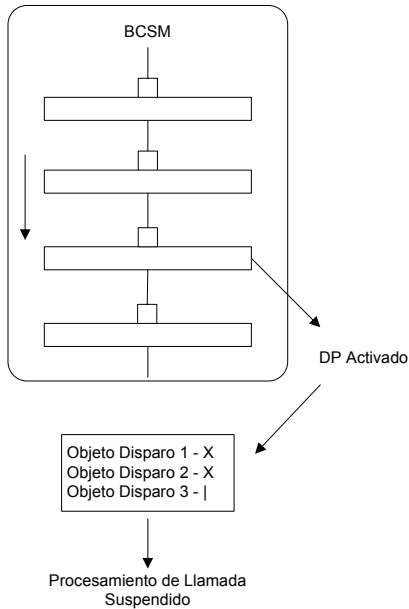 BCSM
DP Activado
Objeto Disparo 1 - X
Objeto Disparo 2 - X
Objeto Disparo 3 - |
Procesamiento de Llamada
Suspendido